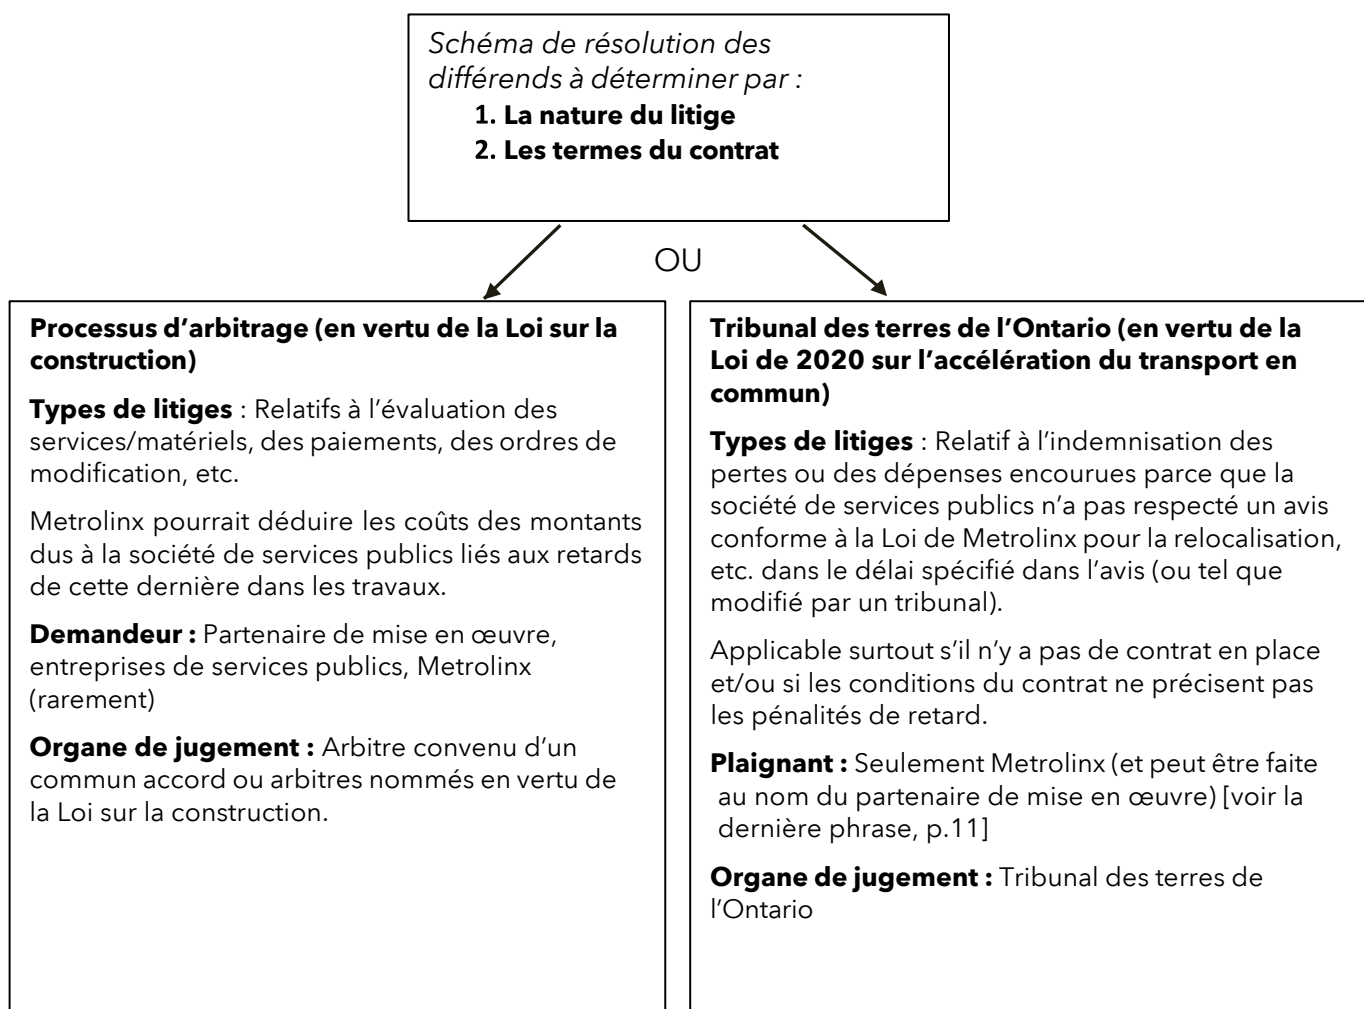 Schéma de résolution des
différends à déterminer par :
1. La nature du litige
2. Les termes du contrat
OU
Processus d’arbitrage (en vertu de la Loi sur la
construction)
Types de litiges : Relatifs à l’évaluation des
services/matériels, des paiements, des ordres de
modification, etc.
Metrolinx pourrait déduire les coûts des montants
dus à la société de services publics liés aux retards
de cette dernière dans les travaux.
Demandeur : Partenaire de mise en œuvre,
entreprises de services publics, Metrolinx
(rarement)
Organe de jugement : Arbitre convenu d’un
commun accord ou arbitres nommés en vertu de
la Loi sur la construction.
Tribunal des terres de l’Ontario (en vertu de la
Loi de 2020 sur l’accélération du transport en
commun)
Types de litiges : Relatif à l’indemnisation des
pertes ou des dépenses encourues parce que la
société de services publics n’a pas respecté un avis
conforme à la Loi de Metrolinx pour la relocalisation,
etc. dans le délai spécifié dans l’avis (ou tel que
modifié par un tribunal).
Applicable surtout s’il n’y a pas de contrat en place
et/ou si les conditions du contrat ne précisent pas
les pénalités de retard.
Plaignant : Seulement Metrolinx (et peut être faite
au nom du partenaire de mise en œuvre) [voir la
dernière phrase, p.11]
Organe de jugement : Tribunal des terres de
l’Ontario